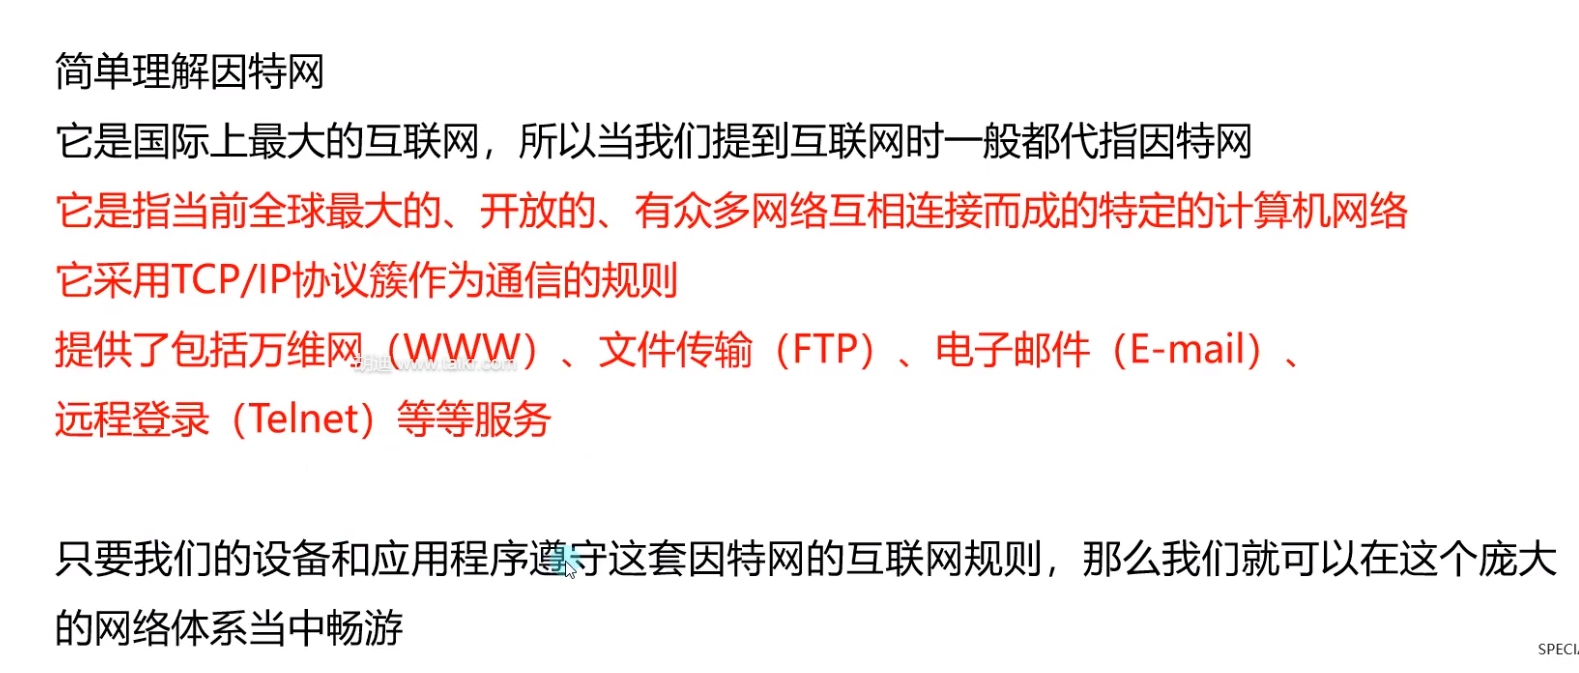 简单理解因特网
它是国际上最大的互联网，所以当我们提到互联网时一般都代指因特网
它是指当前全球最大的、开放的、有众多网络互相连接而成的特定的计算机网络
它采用TCP/IP协议簇作为通信的规则
提供了包括万维网（WWW）、文件传输（FTP）、电子邮件（E-mail）、
www.taikr.com
远程登录（Telnet）等等服务
只要我们的设备和应用程序遵守这套因特网的互联网规则，那么我们就可以在这个庞大
的网络体系当中畅游
SPECIA